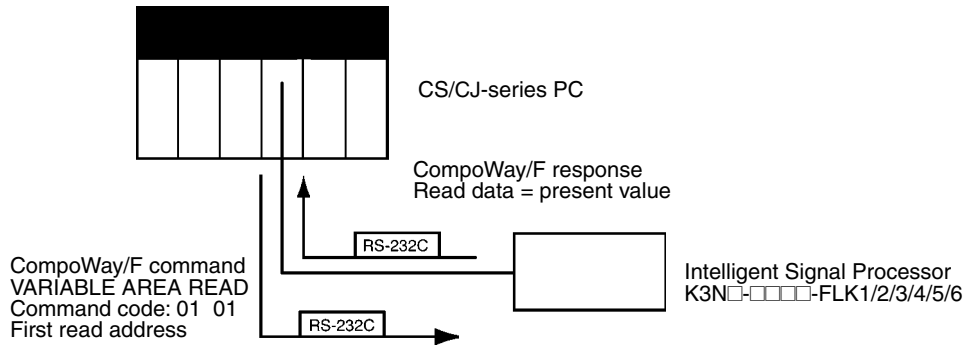 CS/CJ-series PC
CompoWay/F response
Read data = present value
RS-232C
CompoWay/F command
VARIABLE AREA READ
Command code: 01 01
First read address
RS-232C
Intelligent Signal Processor
K3N□-□□□□-FLK1/2/3/4/5/6